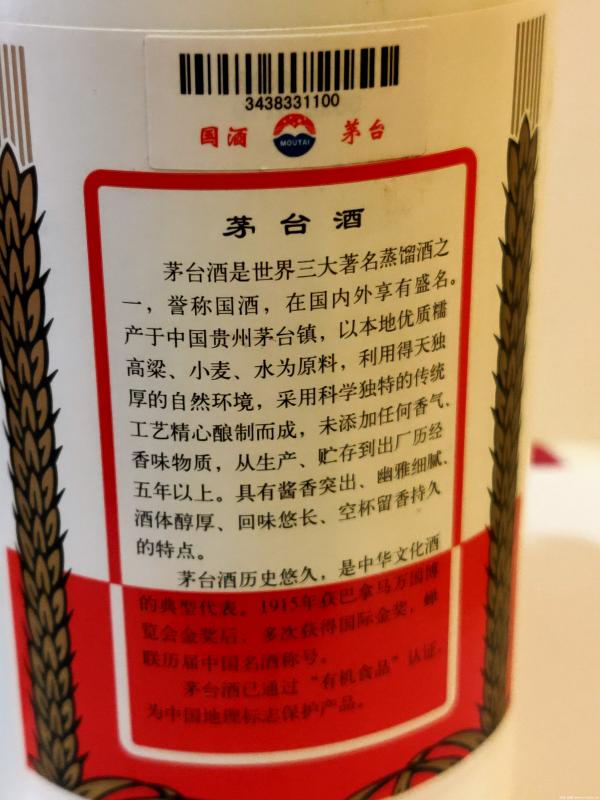 3438331100
国酒 MOUTAI 茅台
茅台酒
茅台酒是世界三大著名蒸馏酒之
一，誉称国酒，在国内外享有盛名。
产于中国贵州茅台镇，以本地优质糯
高粱、小麦、水为原料，利用得天独
厚的自然环境，采用科学独特的传统
工艺精心酿制而成，未添加任何香气、
香味物质，从生产、贮存到出厂历经
五年以上。具有酱香突出、幽雅细腻、
酒体醇厚、回味悠长、空杯留香持久
的特点。
茅台酒历史悠久，是中华文化酒
的典型代表。1915年获巴拿马万国博
览会金奖后，多次获得国际金奖，蝉
联历届中国名酒称号。
茅台酒已通过“有机食品”认证，
为中国地理标志保护产品。